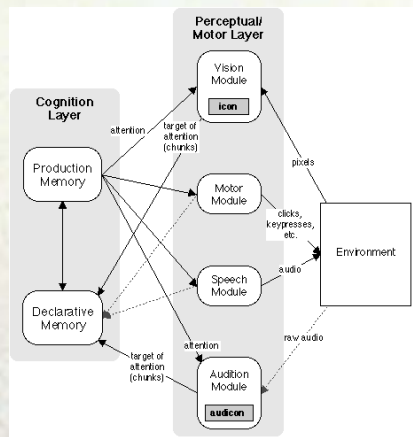 Perceptual/
Motor Layer
Vision
Module
icon
Cognition
Layer
attention
target of
attention
(chunks)
Production
Memory
pixels
Motor
Module
clicks,
keypresses,
etc.
Environment
Speech
Module
audio
Declarative
Memory
raw audio
attention
target of
attention
(chunks)
Audition
Module
audicon